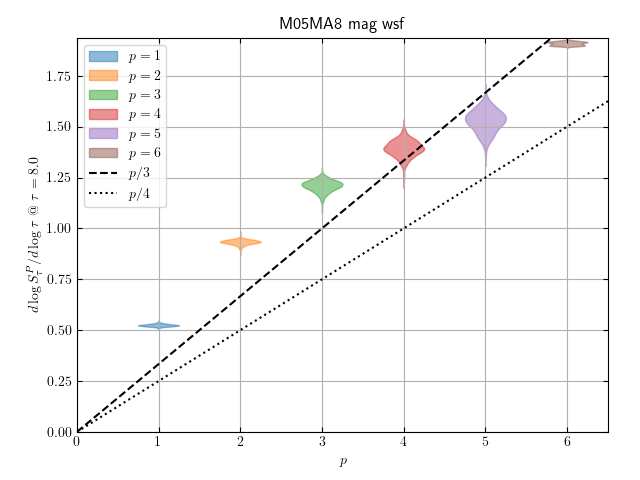 M05MA8 mag wsf
p = 1
p = 2
p = 3
p = 4
p = 5
p = 6
p/3
p/4
d log S_τ^P / d log τ @ τ = 8.0
1.75
1.50
1.25
1.00
0.75
0.50
0.25
0.00
0 1 2 3 4 5 6
p